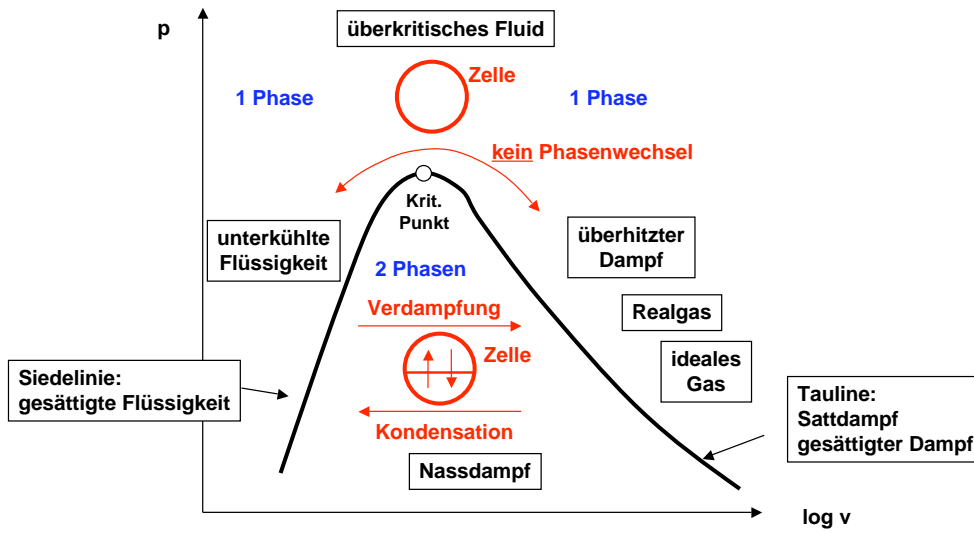 p
überkritisches Fluid
Zelle
1 Phase
1 Phase
kein Phasenwechsel
Krit.
Punkt
unterkühlte
Flüssigkeit
überhitzter
Dampf
2 Phasen
Verdampfung
Realgas
Zelle
ideales
Gas
Siedelinie:
gesättigte Flüssigkeit
Tauline:
Sattdampf
gesättigter Dampf
Kondensation
Nassdampf
log v